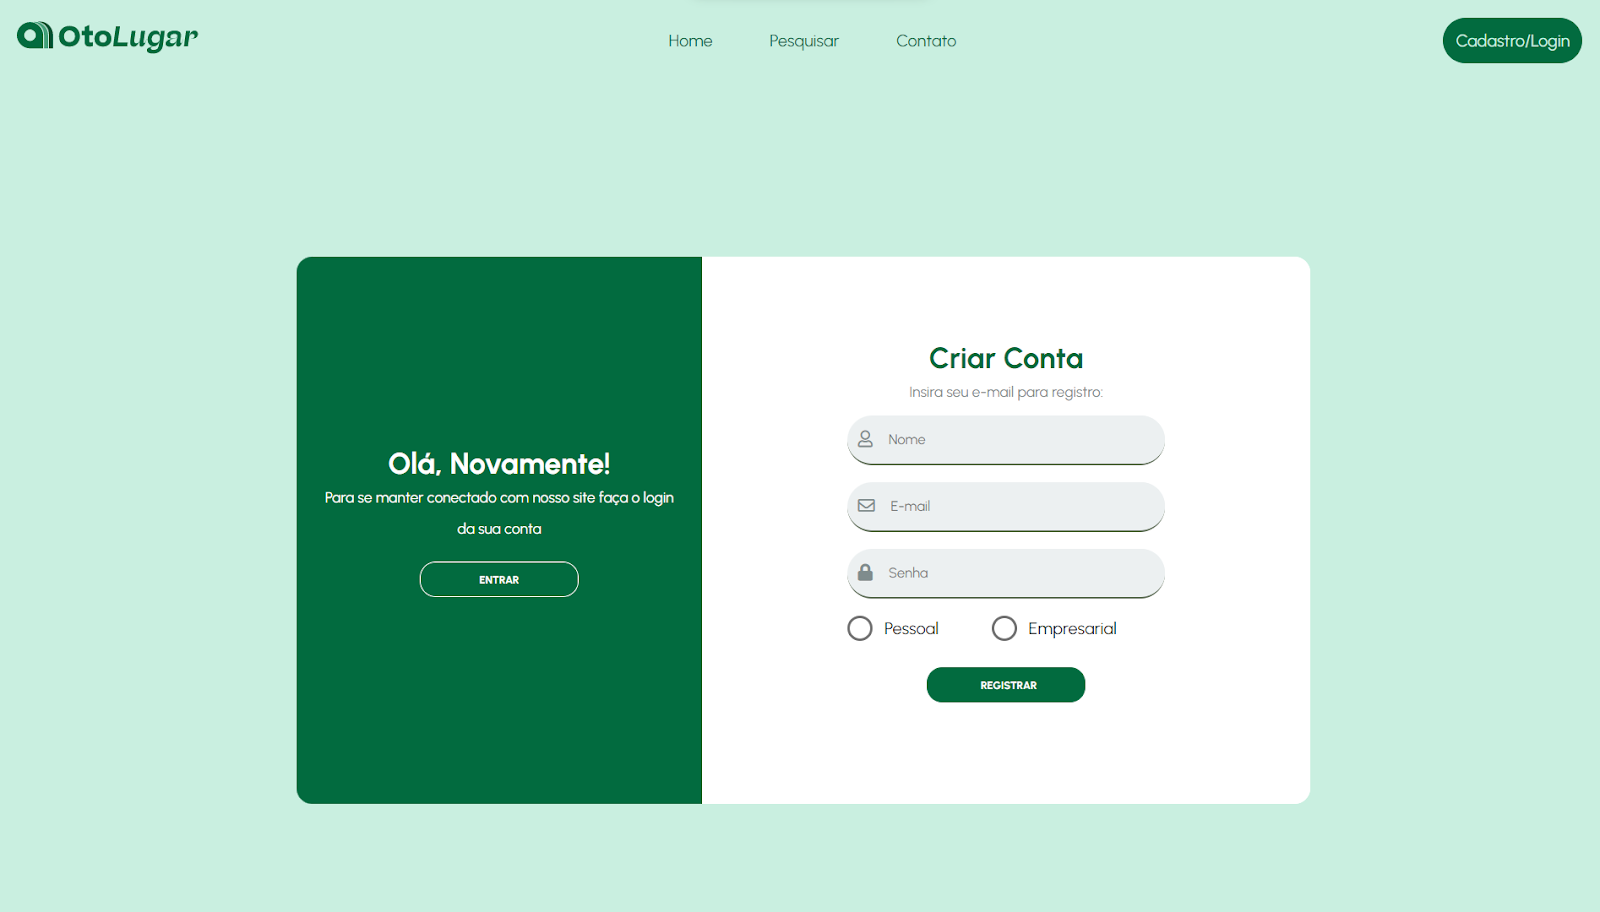 OtoLugar
Home
Pesquisar
Contato
Cadastro/Login
Olá, Novamente!
Para se manter conectado com nosso site faça o login
da sua conta
ENTRAR
Criar Conta
Insira seu e-mail para registro:
Nome
E-mail
Senha
Pessoal
Empresarial
REGISTRAR